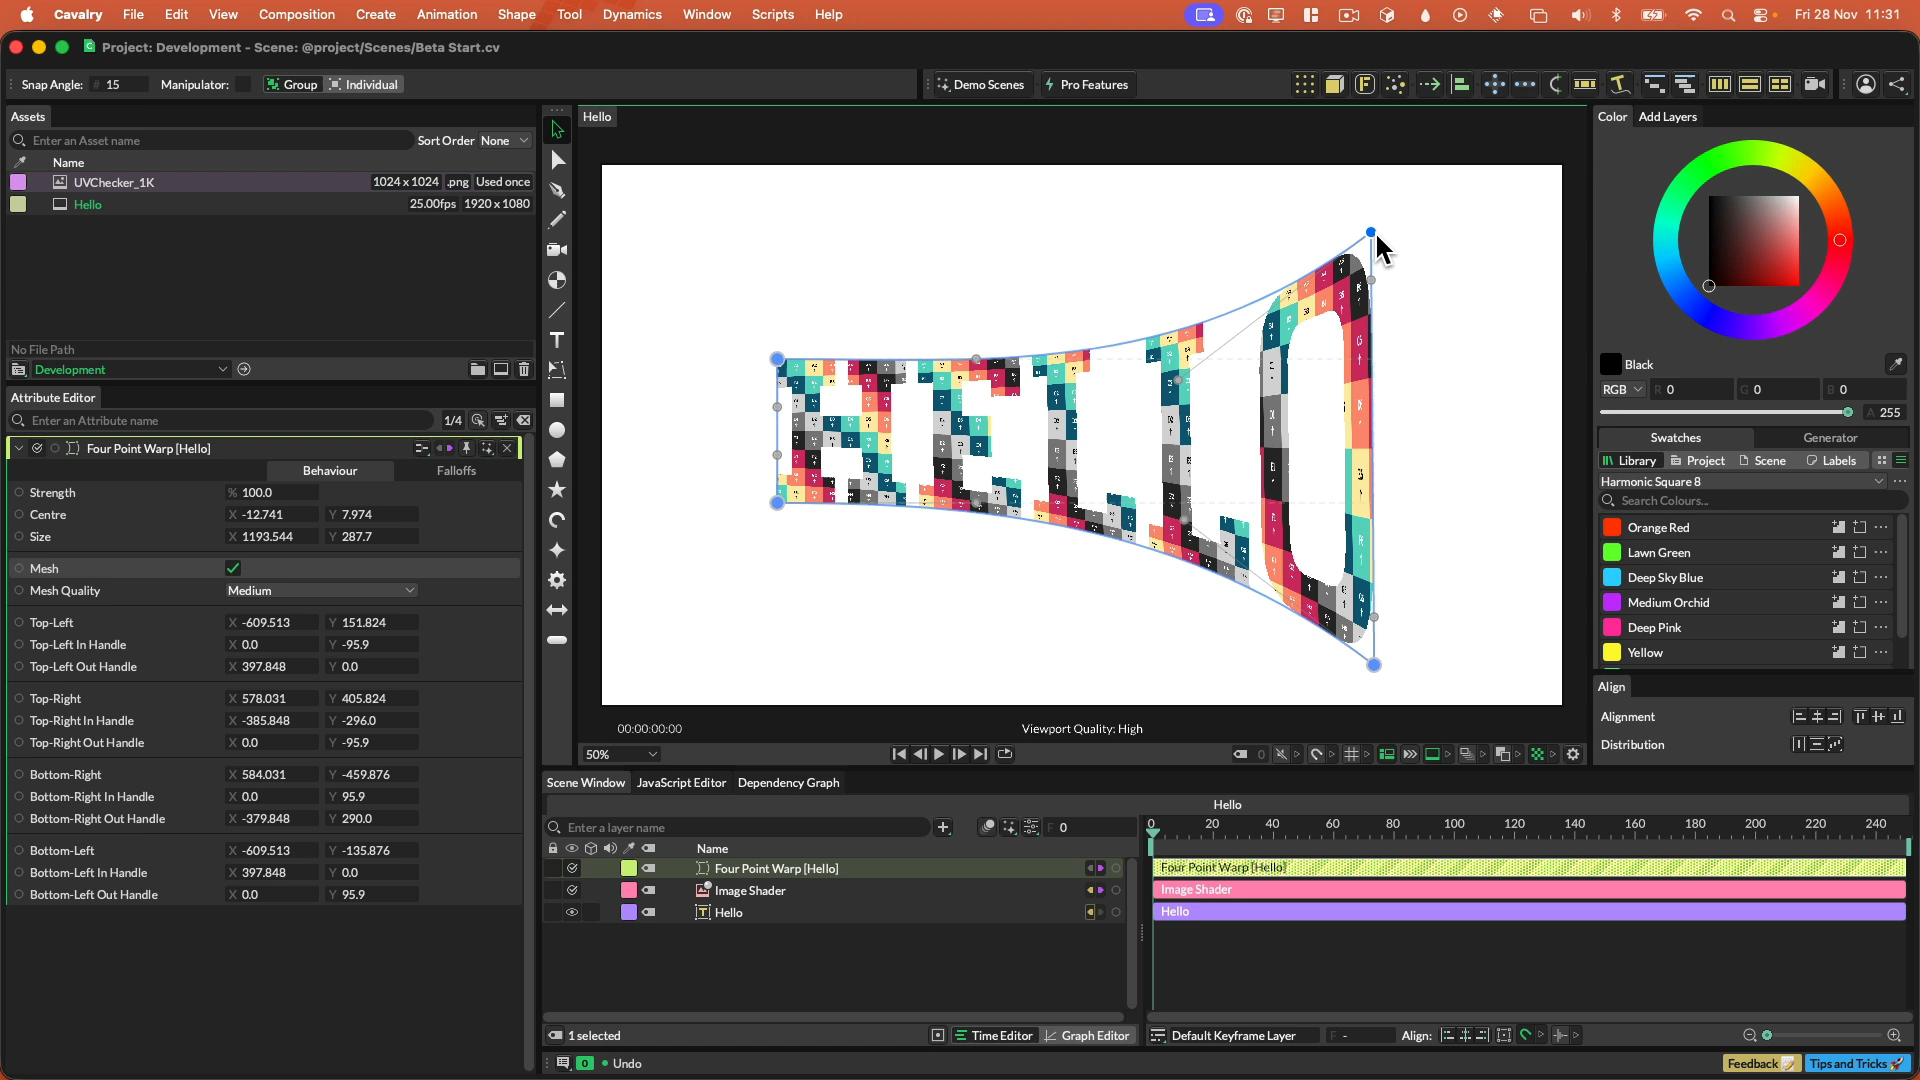 Cavalry File Edit View Composition Create Animation Shape Tool Dynamics Window Scripts Help Fri 28 Nov 11:31
Project: Development - Scene: @project/Scenes/Beta Start.cv
Snap Angle: # 15 Manipulator: Group Individual Demo Scenes Pro Features
Assets
Enter an Asset name Sort Order None
Name
UVChecker_1K 1024 x 1024 .png Used once
Hello 25.00fps 1920 x 1080
No File Path
Development
Attribute Editor
Enter an Attribute name 1/4
Four Point Warp [Hello]
Behaviour Falloffs
Strength % 100.0
Centre X -12.741 Y 7.974
Size X 1193.544 Y 287.7
Mesh
Mesh Quality Medium
Top-Left X -609.513 Y 151.824
Top-Left In Handle X 0.0 Y -95.9
Top-Left Out Handle X 397.848 Y 0.0
Top-Right X 578.031 Y 405.824
Top-Right In Handle X -385.848 Y -296.0
Top-Right Out Handle X 0.0 Y -95.9
Bottom-Right X 584.031 Y -459.876
Bottom-Right In Handle X 0.0 Y 95.9
Bottom-Right Out Handle X -379.848 Y 290.0
Bottom-Left X -609.513 Y -135.876
Bottom-Left In Handle X 397.848 Y 0.0
Bottom-Left Out Handle X 0.0 Y 95.9
Hello
HELLO
00:00:00:00 Viewport Quality: High
50% 0
Scene Window JavaScript Editor Dependency Graph
Hello
Enter a layer name F 0
0 20 40 60 80 100 120 140 160 180 200 220 240
Name
Four Point Warp [Hello] Four Point Warp [Hello]
Image Shader Image Shader
Hello Hello
1 selected Time Editor Graph Editor Default Keyframe Layer F - Align:
0 Undo Feedback Tips and Tricks
Color Add Layers
Black
RGB R 0 G 0 B 0
A 255
Swatches Generator
Library Project Scene Labels
Harmonic Square 8
Search Colours...
Orange Red
Lawn Green
Deep Sky Blue
Medium Orchid
Deep Pink
Yellow
Align
Alignment
Distribution